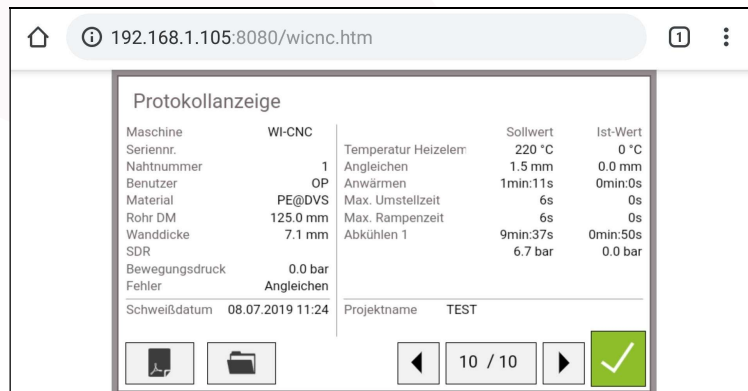 192.168.1.105:8080/wicnc.htm
1
Protokollanzeige
Maschine WI-CNC
Sollwert Ist-Wert
Seriennr.
Temperatur Heizelem 220 °C 0 °C
Nahtnummer 1
Angleichen 1.5 mm 0.0 mm
Benutzer OP
Anwärmen 1min:11s 0min:0s
Material PE@DVS
Max. Umstellzeit 6s 0s
Rohr DM 125.0 mm
Max. Rampenzeit 6s 0s
Wanddicke 7.1 mm
Abkühlen 1 9min:37s 0min:50s
SDR
6.7 bar 0.0 bar
Bewegungsdruck 0.0 bar
Fehler Angleichen
Schweißdatum 08.07.2019 11:24
Projektname TEST
10 / 10